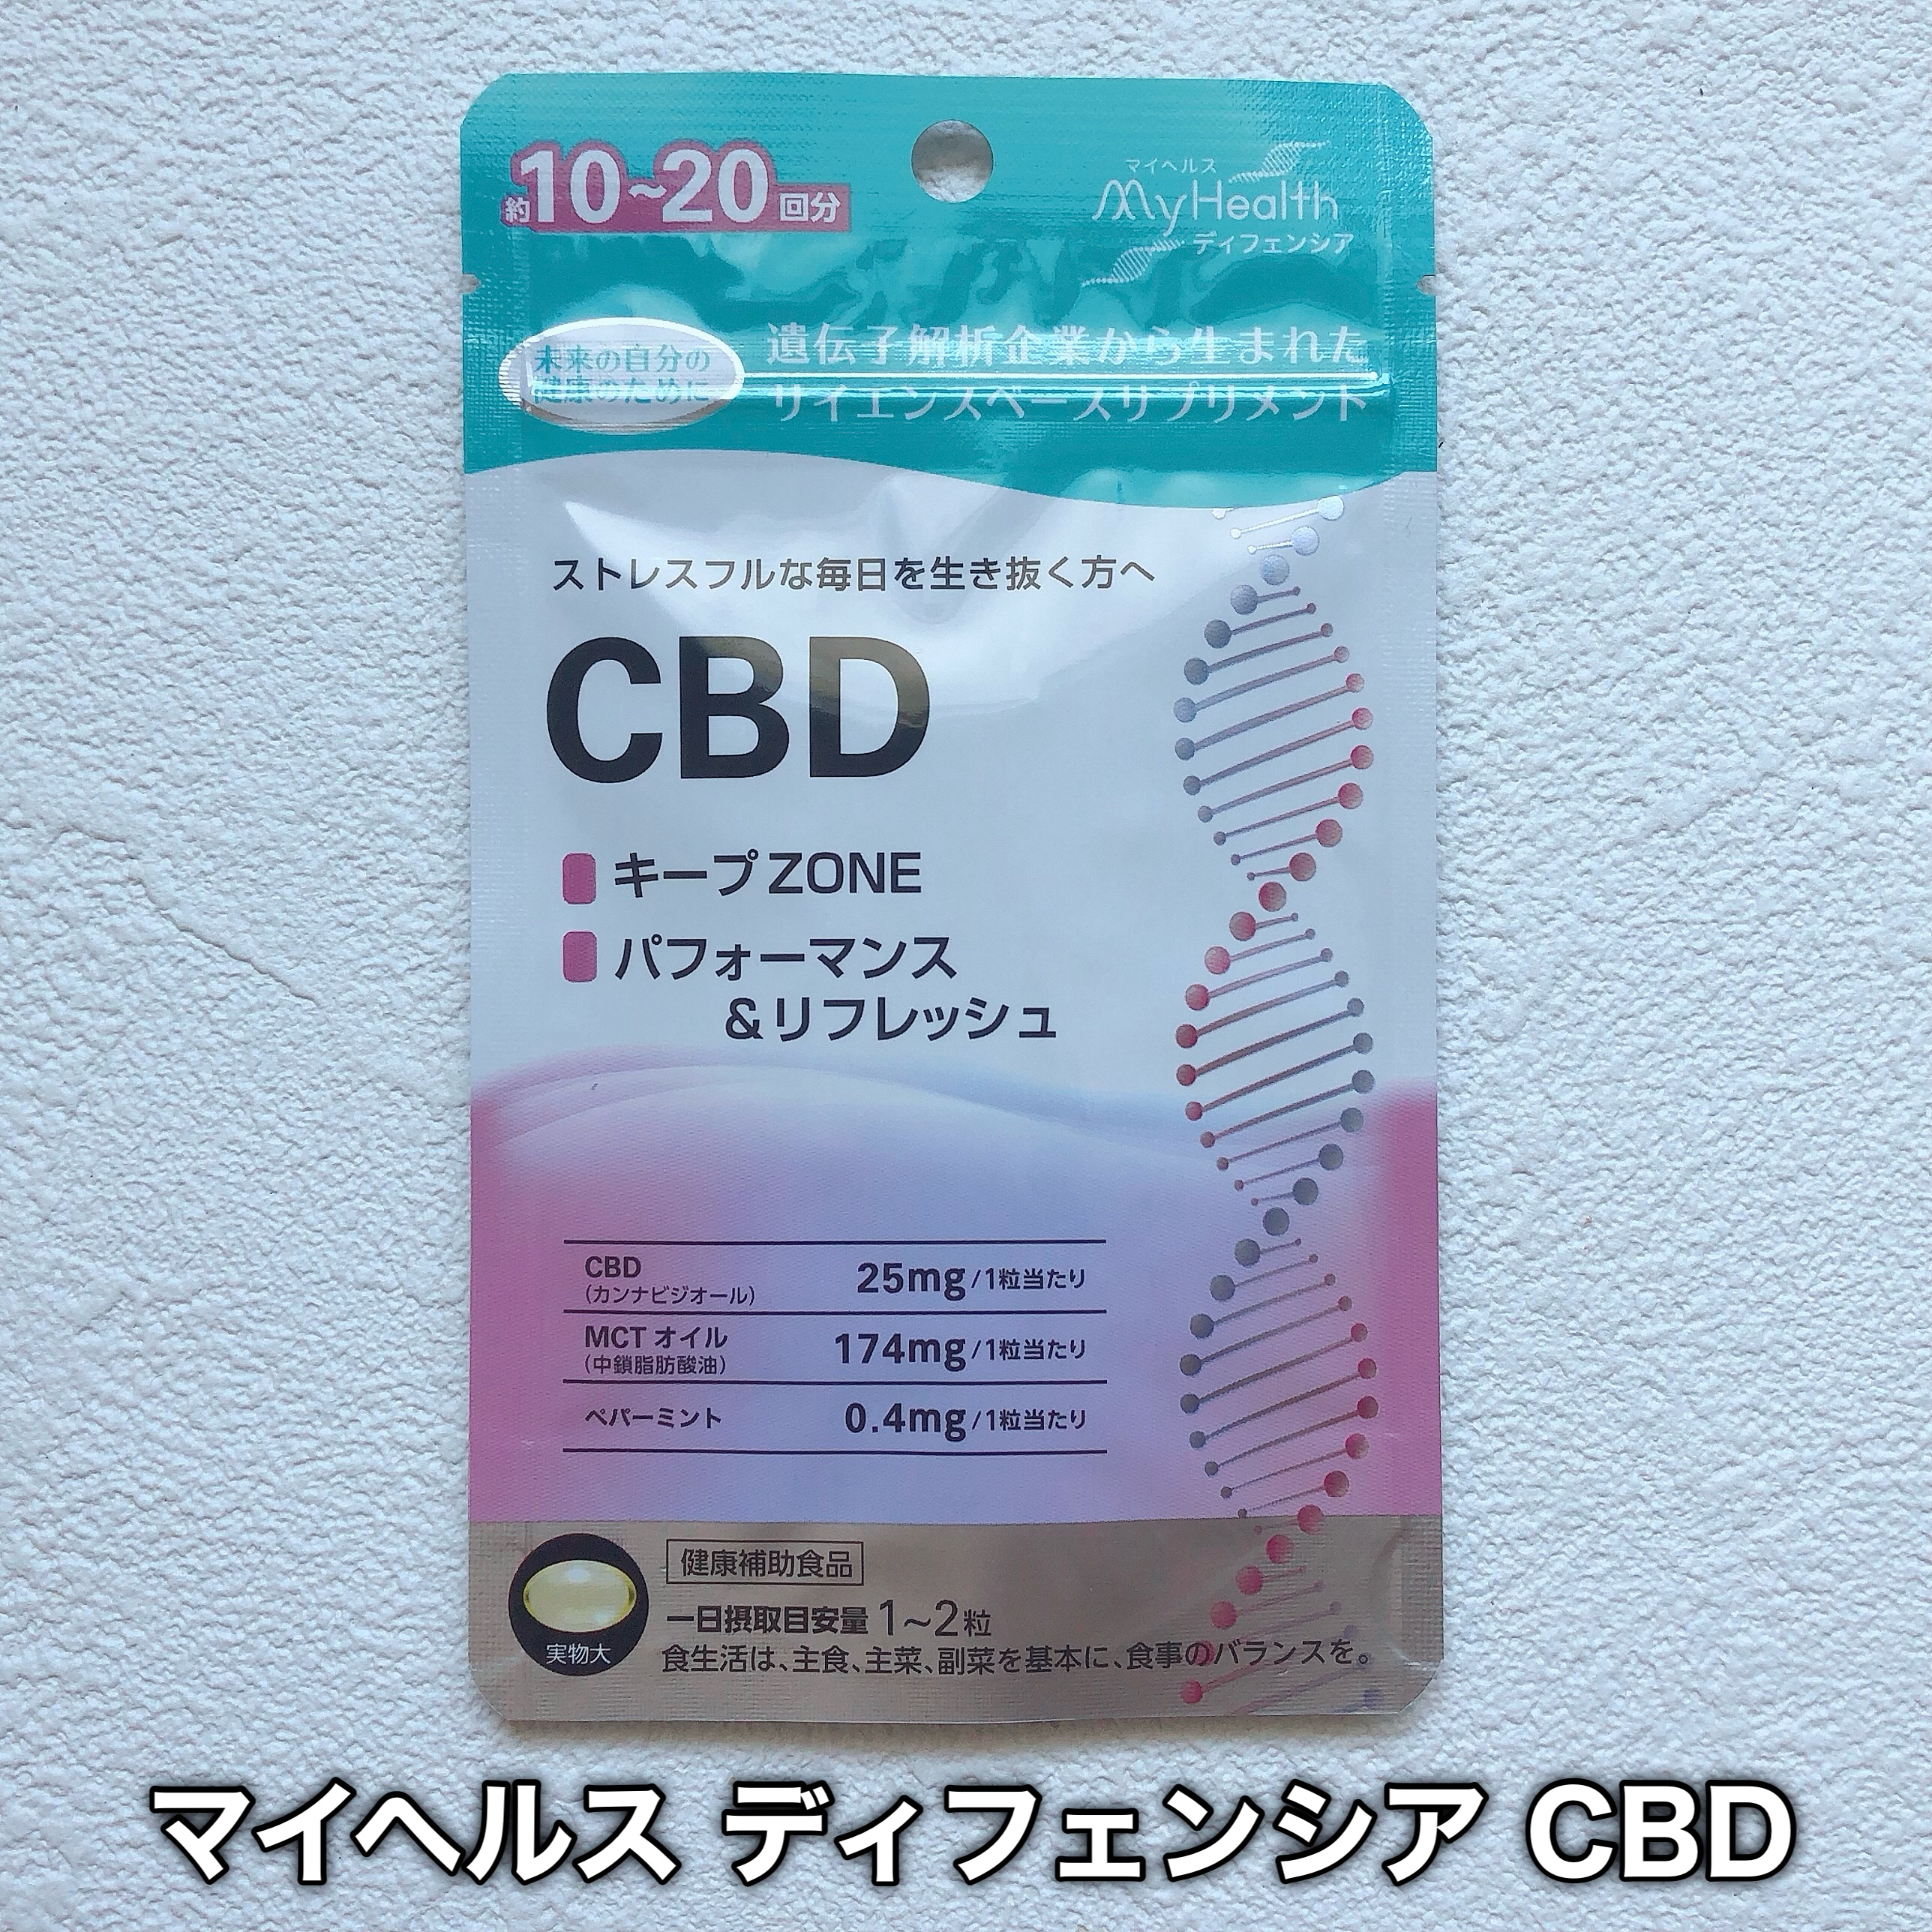 約10~20回分
マイヘルス
MyHealth
ディフェンシア
未来の自分の
健康のために
遺伝子解析企業から生まれた
サイエンスベースサプリメント
ストレスフルな毎日を生き抜く方へ
CBD
キープZONE
パフォーマンス
&リフレッシュ
CBD 25mg/1粒当たり
(カンナビジオール)
MCTオイル 174mg/1粒当たり
(中鎖脂肪酸油)
ペパーミント 0.4mg/1粒当たり
健康補助食品
一日摂取目安量 1~2粒
実物大
食生活は、主食、主菜、副菜を基本に、食事のバランスを。
マイヘルス ディフェンシア CBD